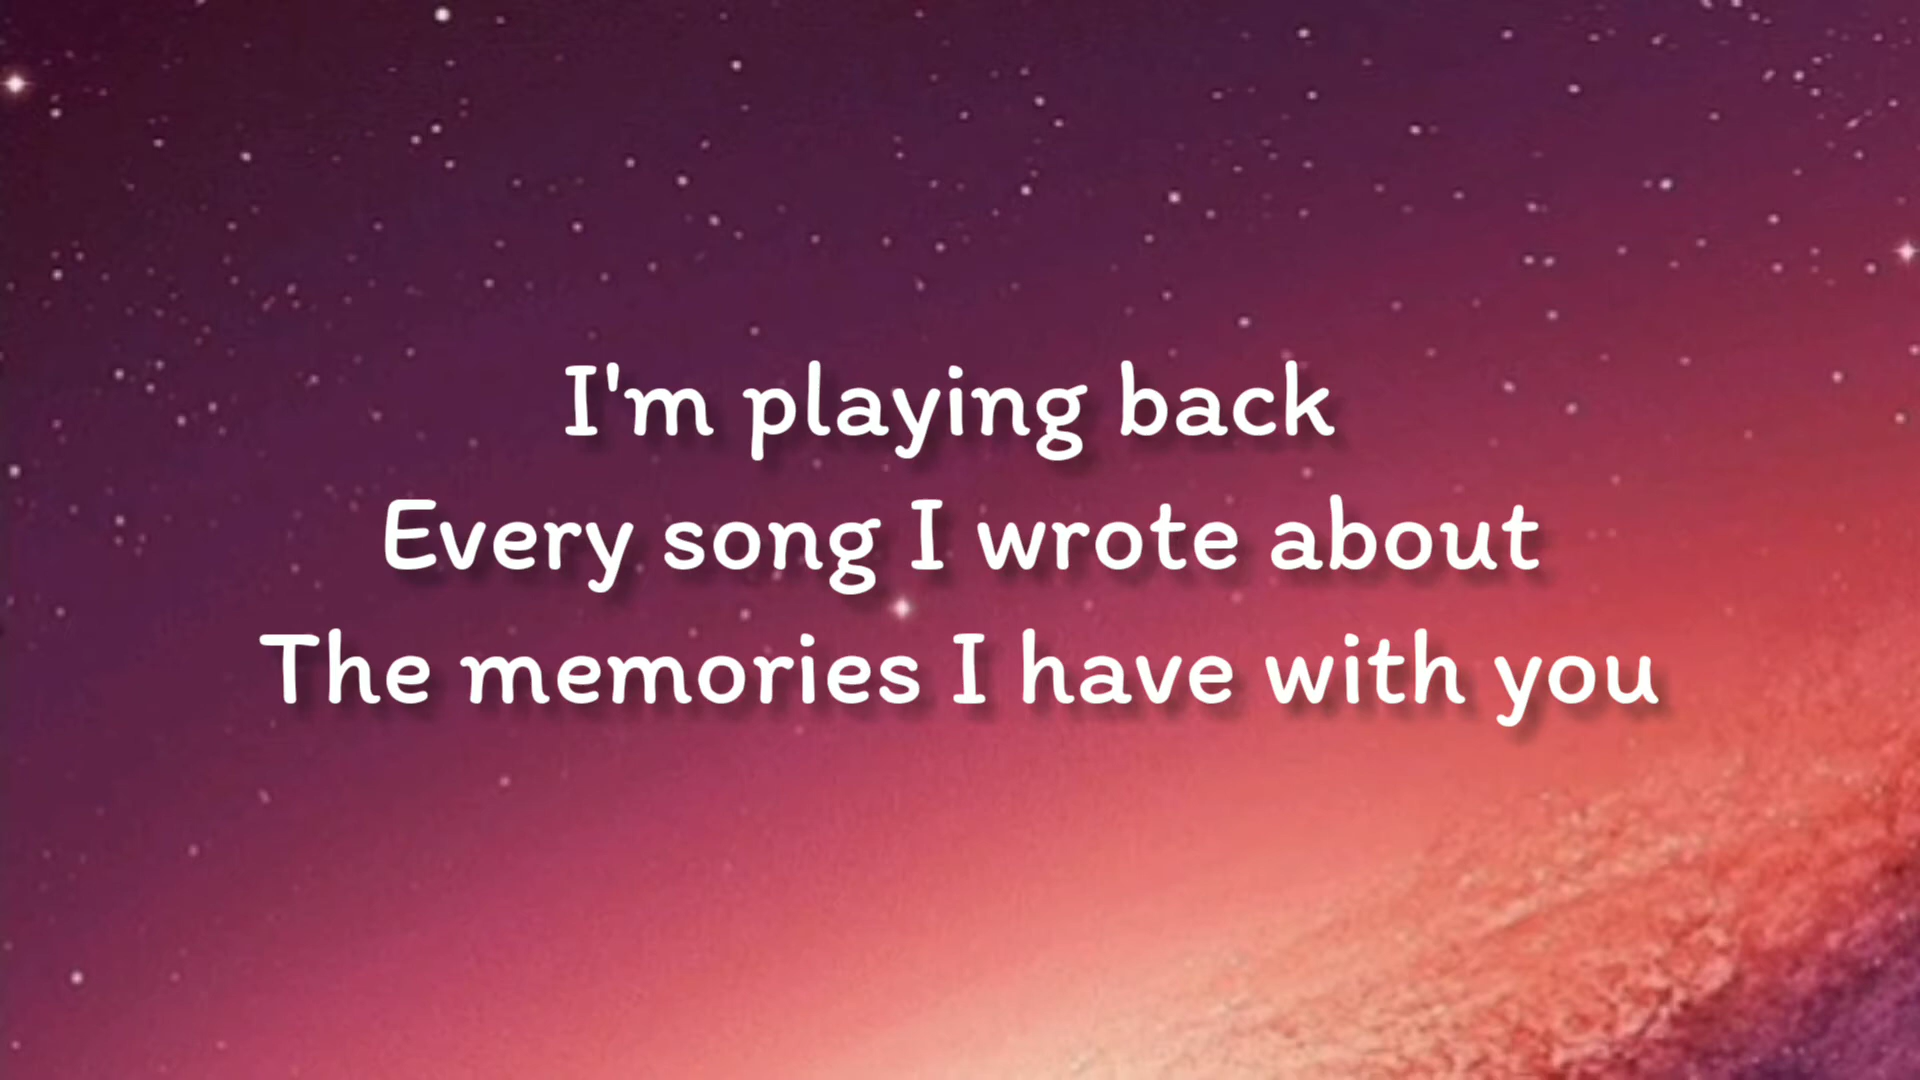 I'm playing back
Every song I wrote about
The memories I have with you